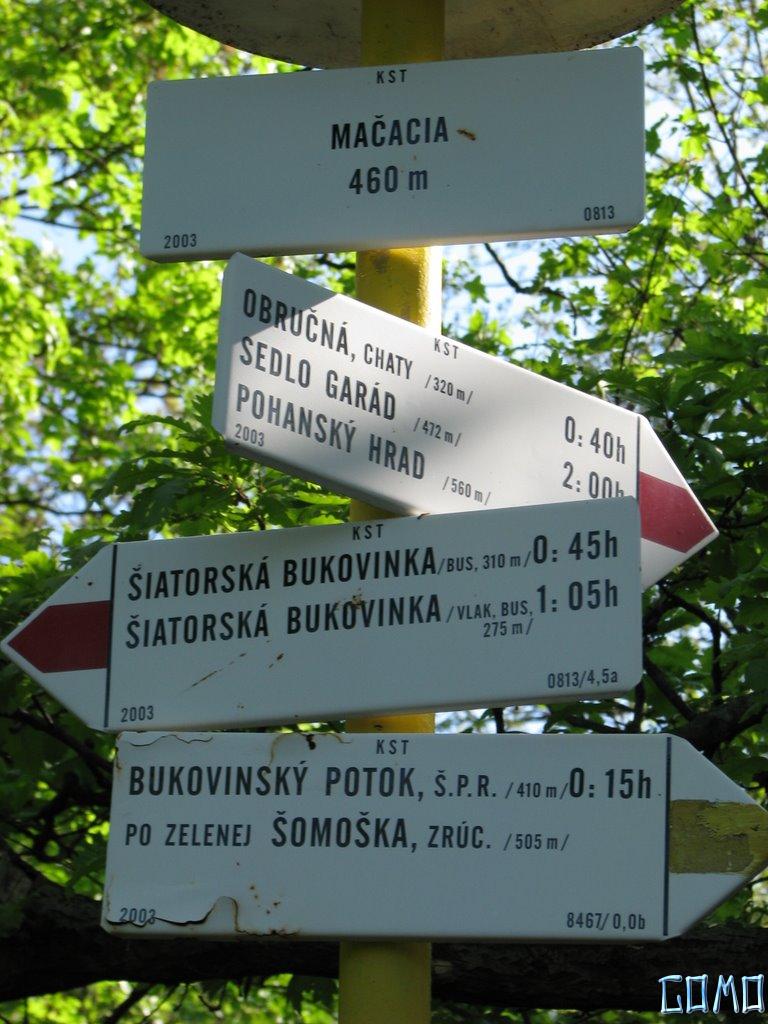 KST
MAČACIA
460 m
2003 0813
KST
OBRUČNÁ, CHATY /320 m/ 0:40h
SEDLO GARÁD /472 m/ 2:00h
POHANSKÝ HRAD /560 m/
2003
KST
ŠIATORSKÁ BUKOVINKA/BUS, 310 m/0:45h
ŠIATORSKÁ BUKOVINKA/VLAK, BUS, 1:05h
275 m/
2003 0813/4,5a
KST
BUKOVINSKÝ POTOK, Š.P.R. /410 m/0:15h
PO ZELENEJ ŠOMOŠKA, ZRÚC. /505 m/
2003 8467/0,0b
COMO